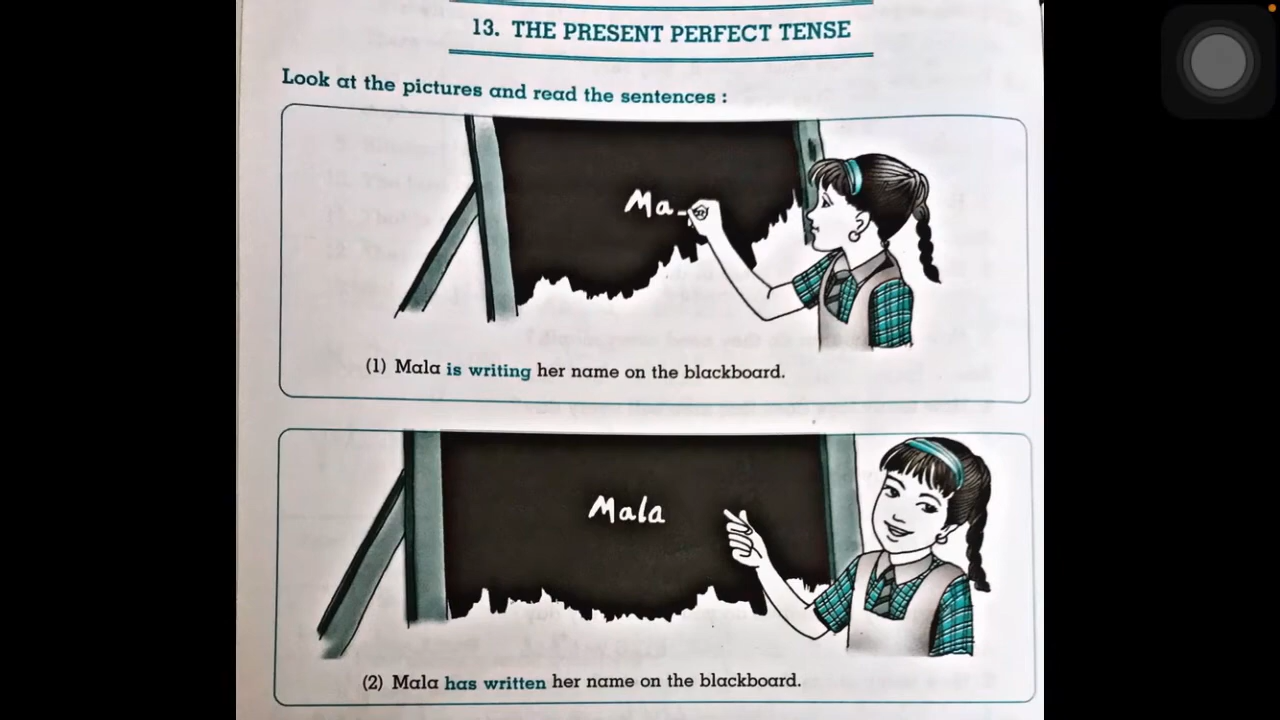 13. THE PRESENT PERFECT TENSE
Look at the pictures and read the sentences :
Ma
(1) Mala is writing her name on the blackboard.
Mala
(2) Mala has written her name on the blackboard.